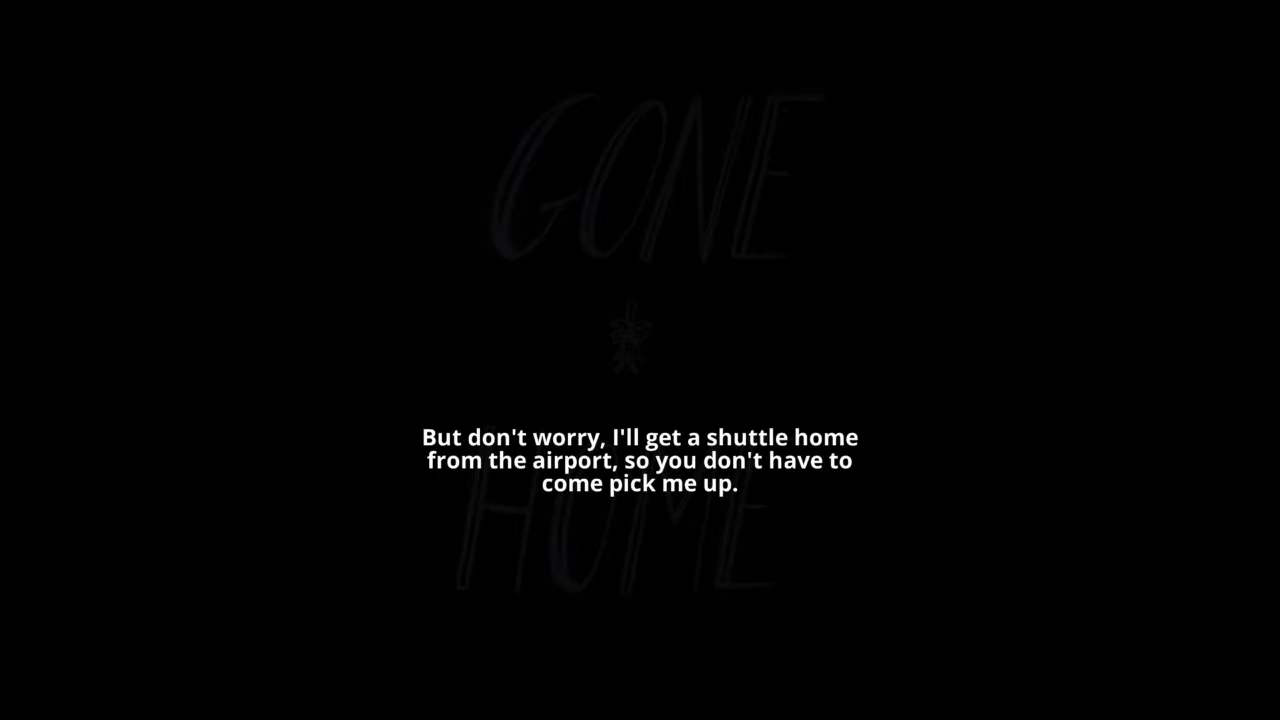 GONE
But don't worry, I'll get a shuttle home
from the airport, so you don't have to
come pick me up.
HOME